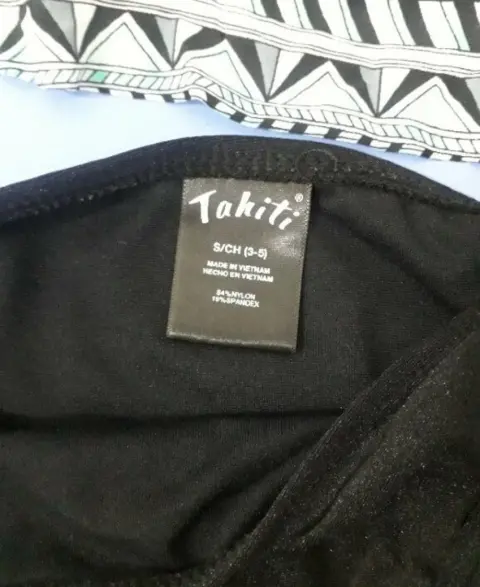 Tahiti®
S/CH (3-5)
MADE IN VIETNAM
HECHO EN VIETNAM
84%NYLON
16%SPANDEX